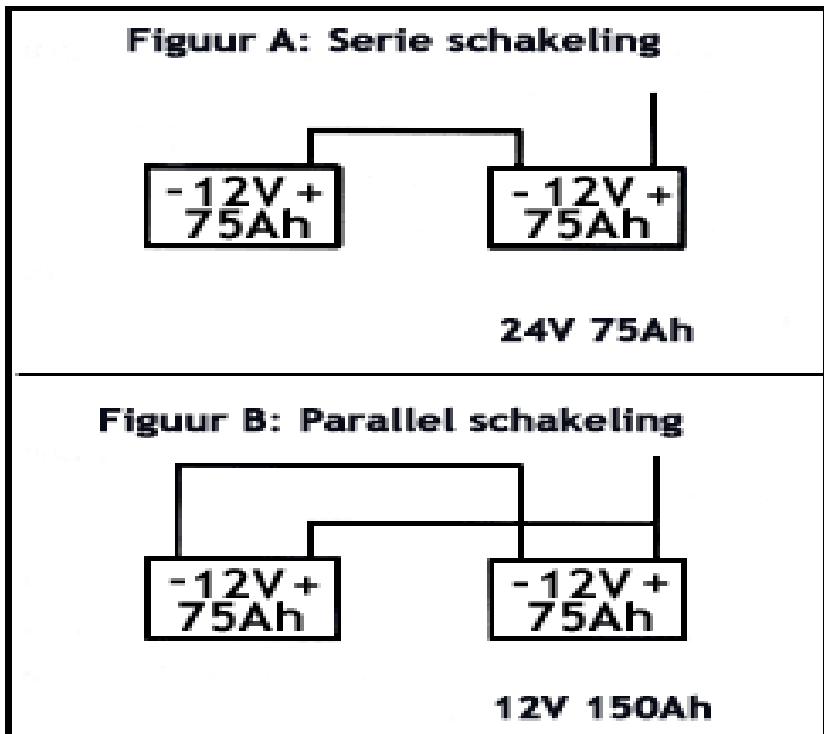 Figuur A: Serie schakeling
- 12V +
75Ah
- 12V +
75Ah
24V 75Ah
Figuur B: Parallel schakeling
- 12V +
75Ah
- 12V +
75Ah
12V 150Ah